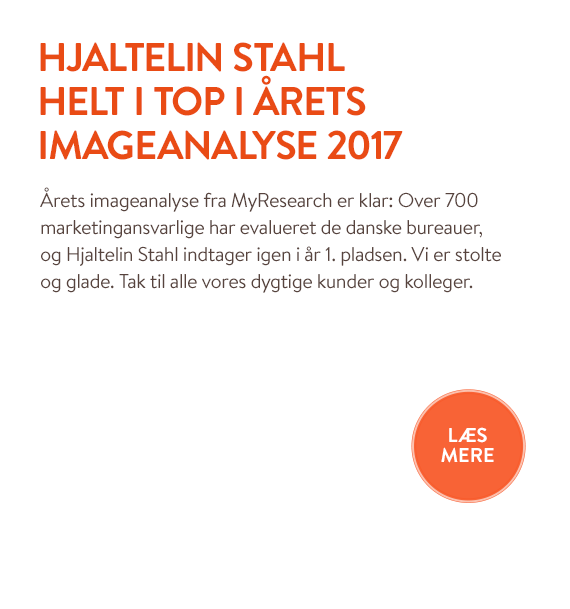 HJALTELIN STAHL
HELT I TOP I ÅRETS
IMAGEANALYSE 2017
Årets imageanalyse fra MyResearch er klar: Over 700
marketingansvarlige har evalueret de danske bureauer,
og Hjaltelin Stahl indtager igen i år 1. pladsen. Vi er stolte
og glade. Tak til alle vores dygtige kunder og kolleger.
LÆS
MERE